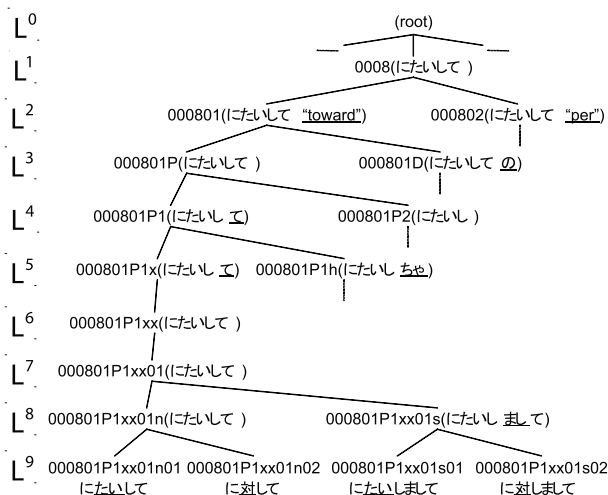 L0 (root)
L1 0008(にたいして )
L2 000801(にたいして “toward”) 000802(にたいして “per”)
L3 000801P(にたいして ) 000801D(にたいして の)
L4 000801P1(にたいし て) 000801P2(にたいし )
L5 000801P1x(にたいし て) 000801P1h(にたいし ちゃ)
L6 000801P1xx(にたいして )
L7 000801P1xx01(にたいして )
L8 000801P1xx01n(にたいして ) 000801P1xx01s(にたいし まして)
L9 000801P1xx01n01 000801P1xx01n02 000801P1xx01s01 000801P1xx01s02
にたいして に対して にたいしまして に対しまして